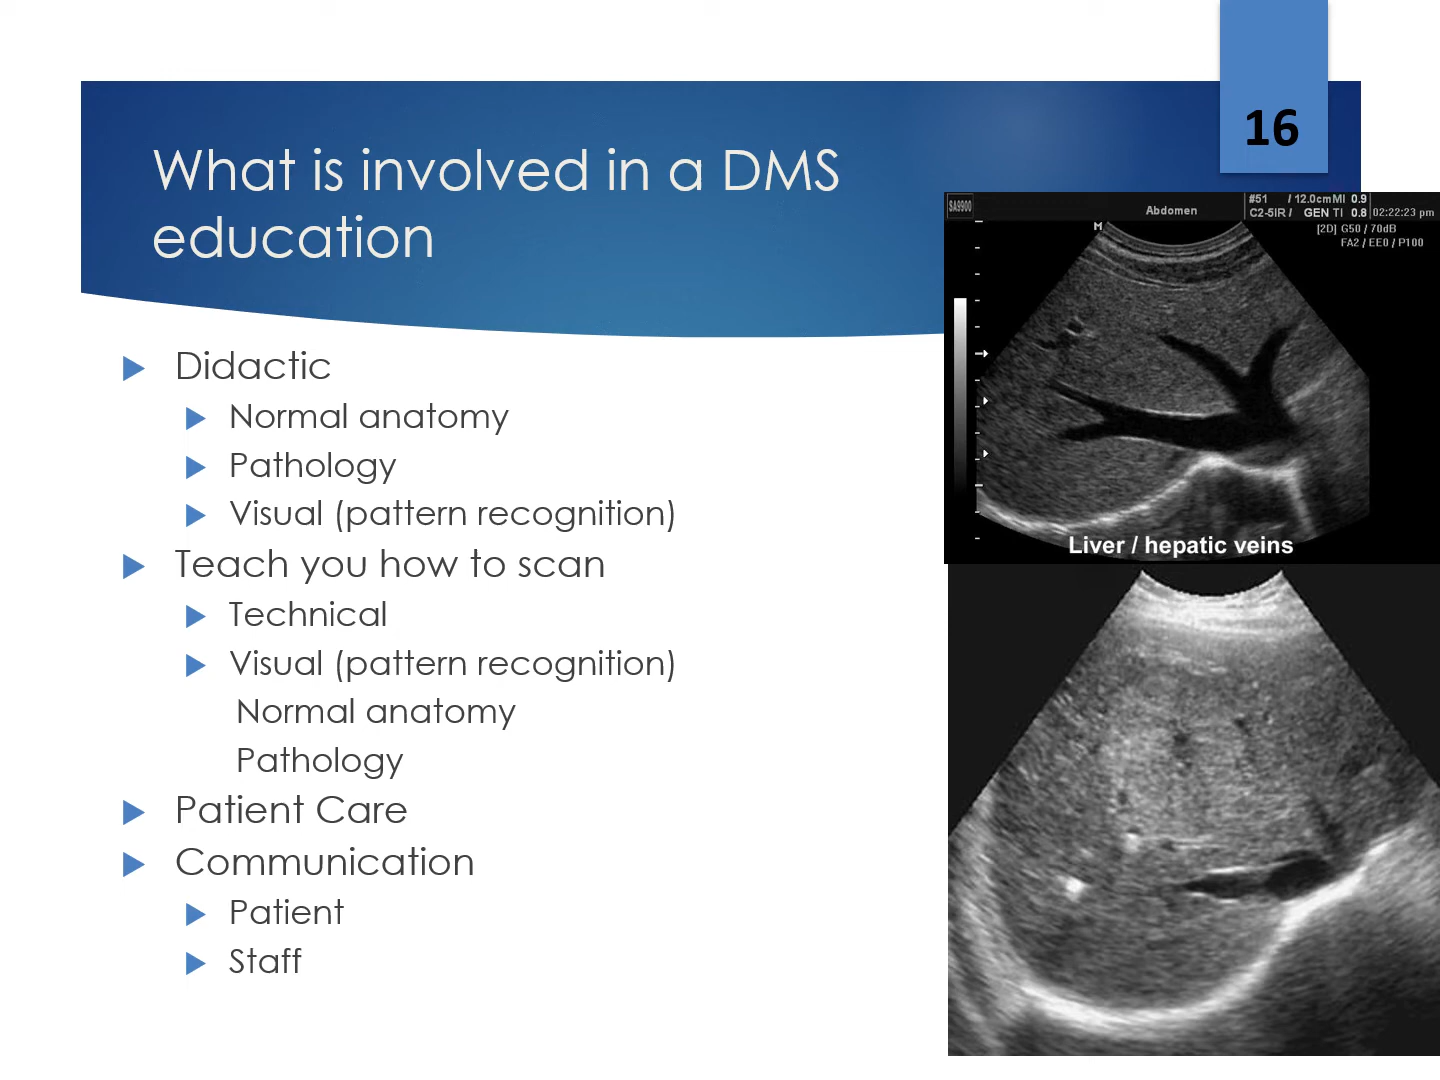 16
What is involved in a DMS
education
Didactic
Normal anatomy
Pathology
Visual (pattern recognition)
Teach you how to scan
Technical
Visual (pattern recognition)
Normal anatomy
Pathology
Patient Care
Communication
Patient
Staff
SA9900
Abdomen
#51 / 12.0cm MI 0.9
C2-5IR / GEN TI 0.8 02:22:23 pm
[2D] G50 / 70dB
FA2 / EE0 / P100
M
Liver / hepatic veins